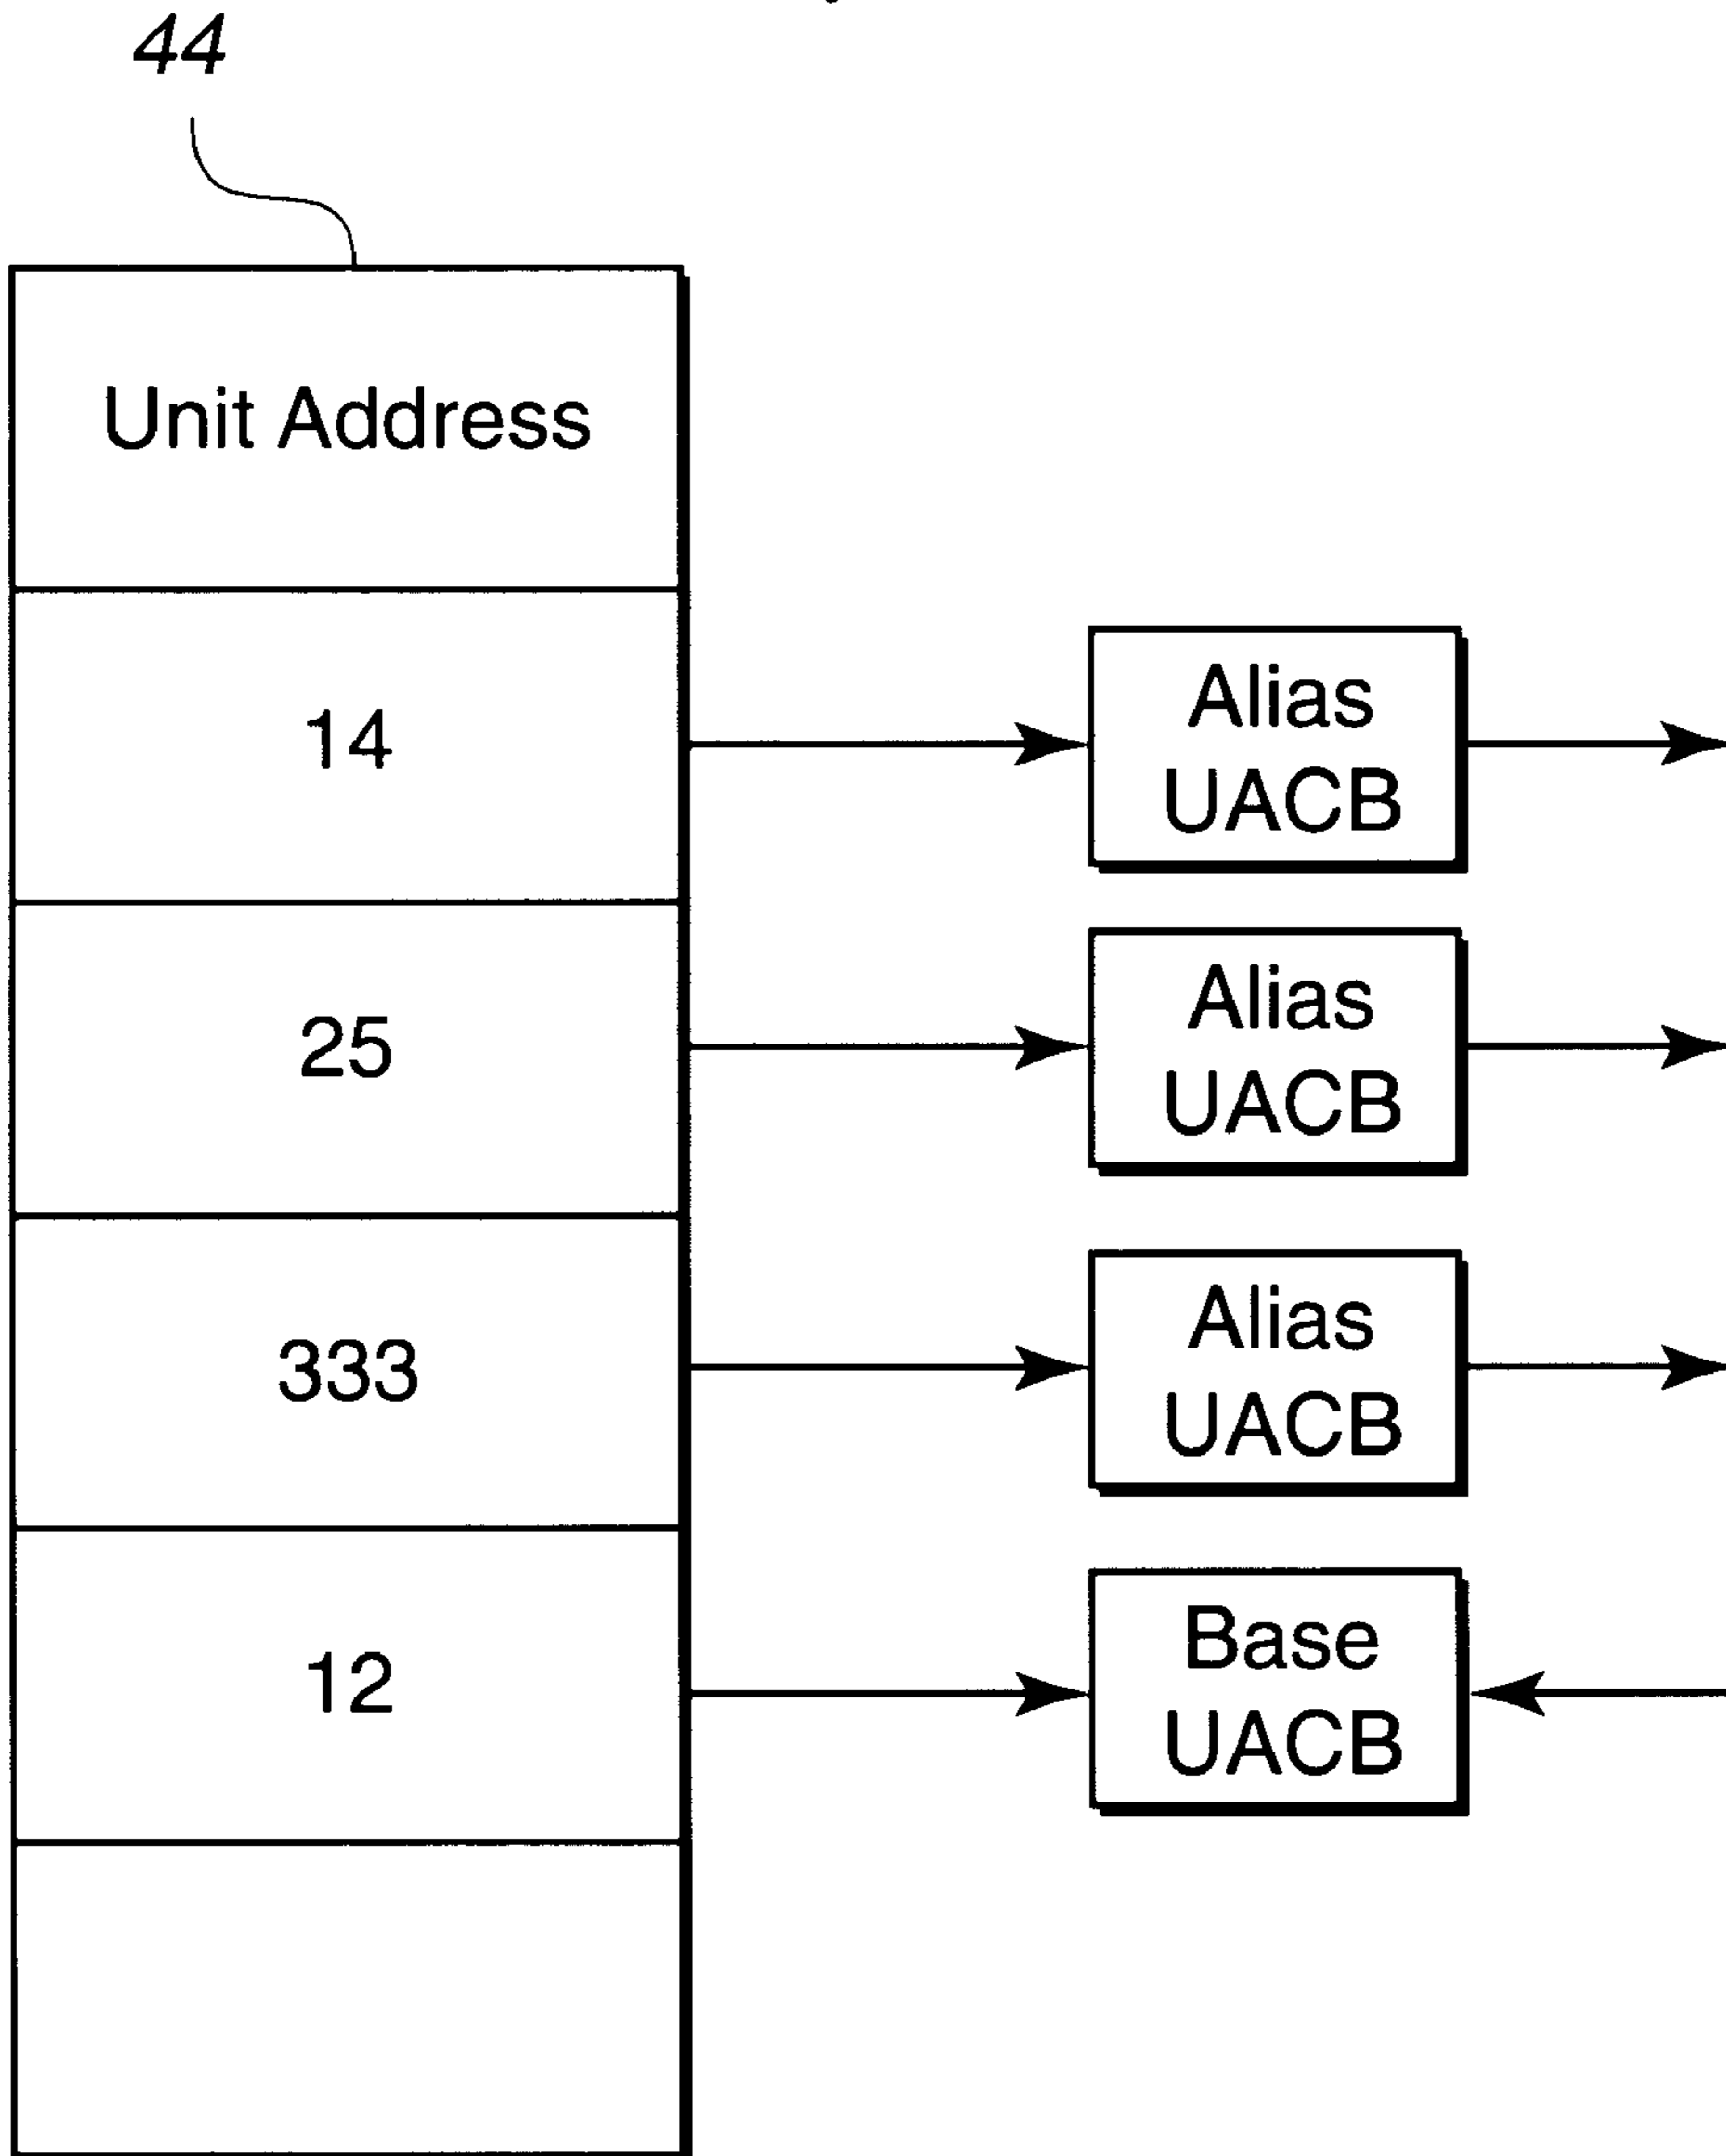 44
Unit Address
14
Alias
UACB
25
Alias
UACB
333
Alias
UACB
12
Base
UACB